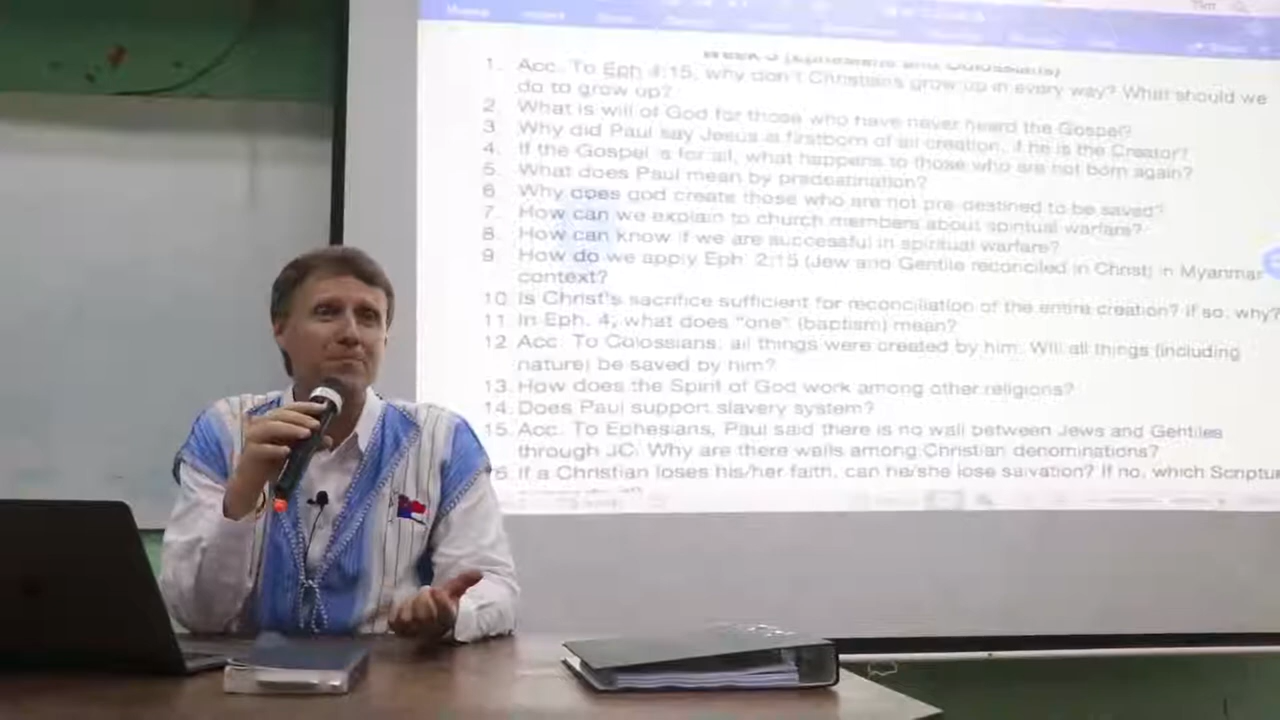 Week 5 (Ephesians and Colossians)
1. Acc. To Eph 4:15, why don't Christians grow up in every way? What should we
do to grow up?
2. What is will of God for those who have never heard the Gospel?
3. Why did Paul say Jesus is firstborn of all creation, if he is the Creator?
4. If the Gospel is for all, what happens to those who are not born again?
5. What does Paul mean by predestination?
6. Why does god create those who are not pre-destined to be saved?
7. How can we explain to church members about spiritual warfare?
8. How can know if we are successful in spiritual warfare?
9. How do we apply Eph. 2:15 (Jew and Gentile reconciled in Christ) in Myanmar
context?
10. Is Christ's sacrifice sufficient for reconciliation of the entire creation? If so, why?
11. In Eph. 4, what does "one" (baptism) mean?
12. Acc. To Colossians, all things were created by him. Will all things (including
nature) be saved by him?
13. How does the Spirit of God work among other religions?
14. Does Paul support slavery system?
15. Acc. To Ephesians, Paul said there is no wall between Jews and Gentiles
through JC. Why are there walls among Christian denominations?
6. If a Christian loses his/her faith, can he/she lose salvation? If no, which Scriptu